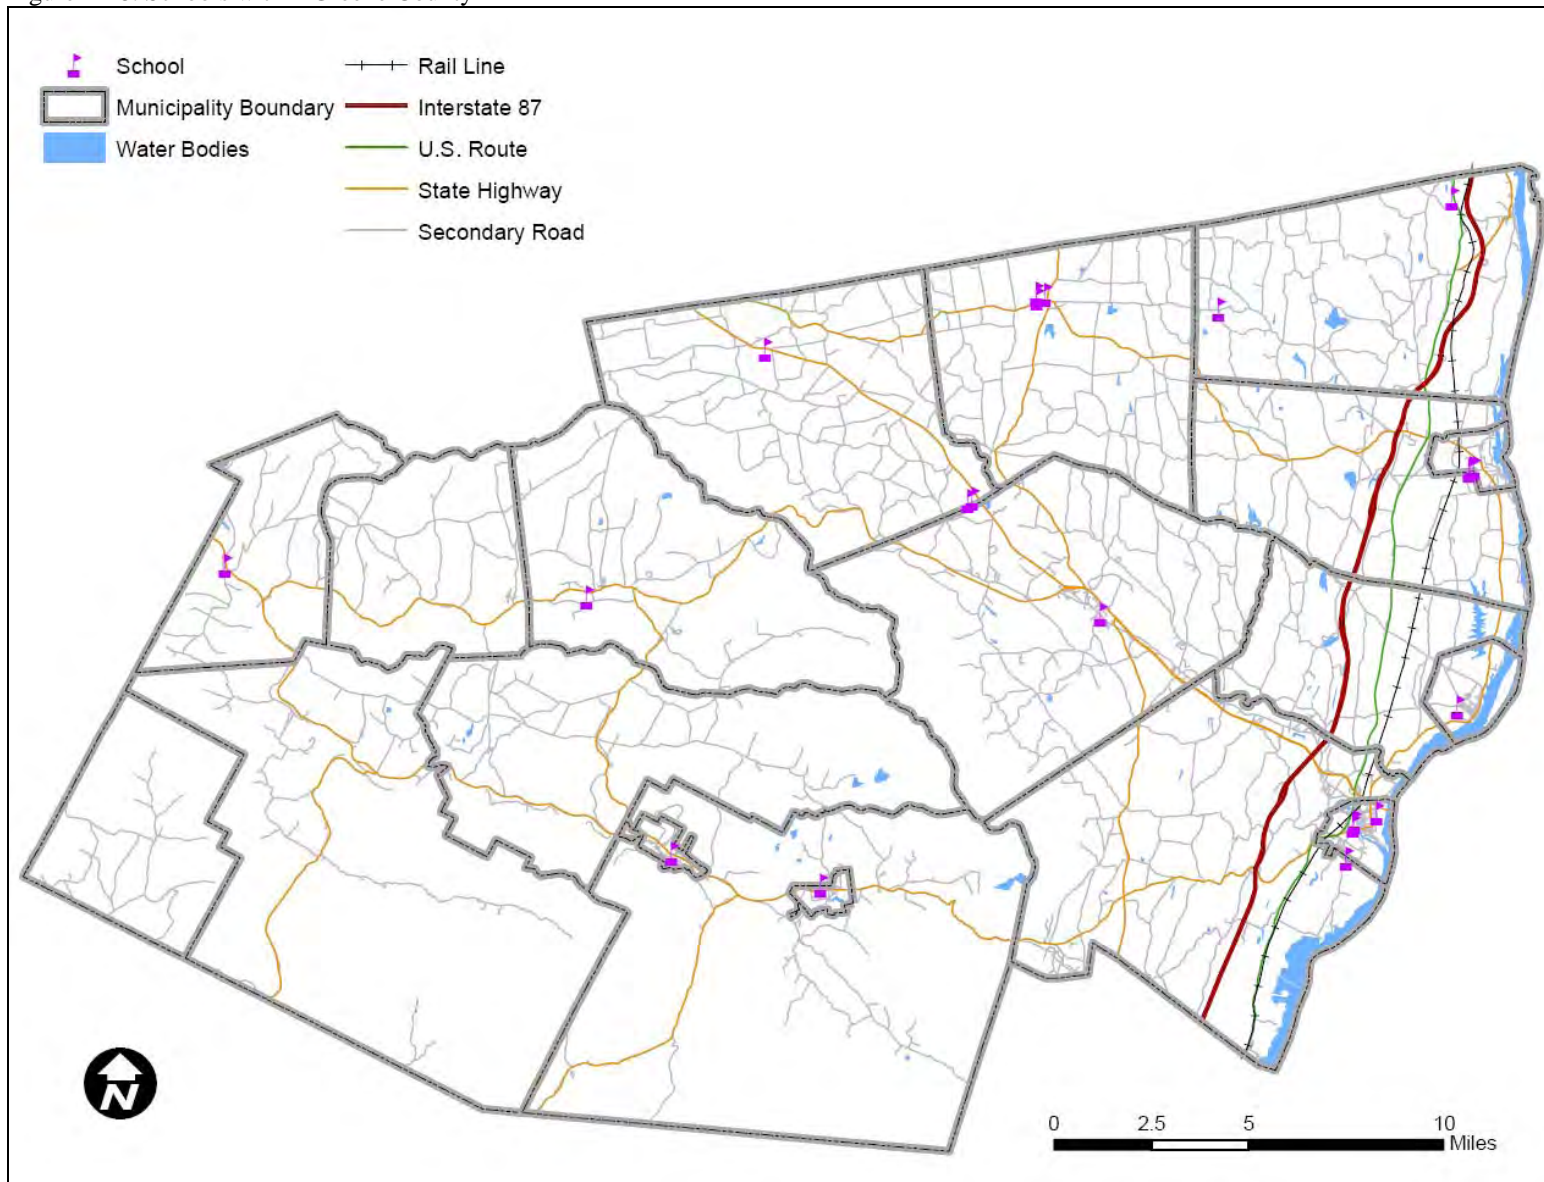 School
Municipality Boundary
Water Bodies
Rail Line
Interstate 87
U.S. Route
State Highway
Secondary Road
N
0 2.5 5 10
Miles